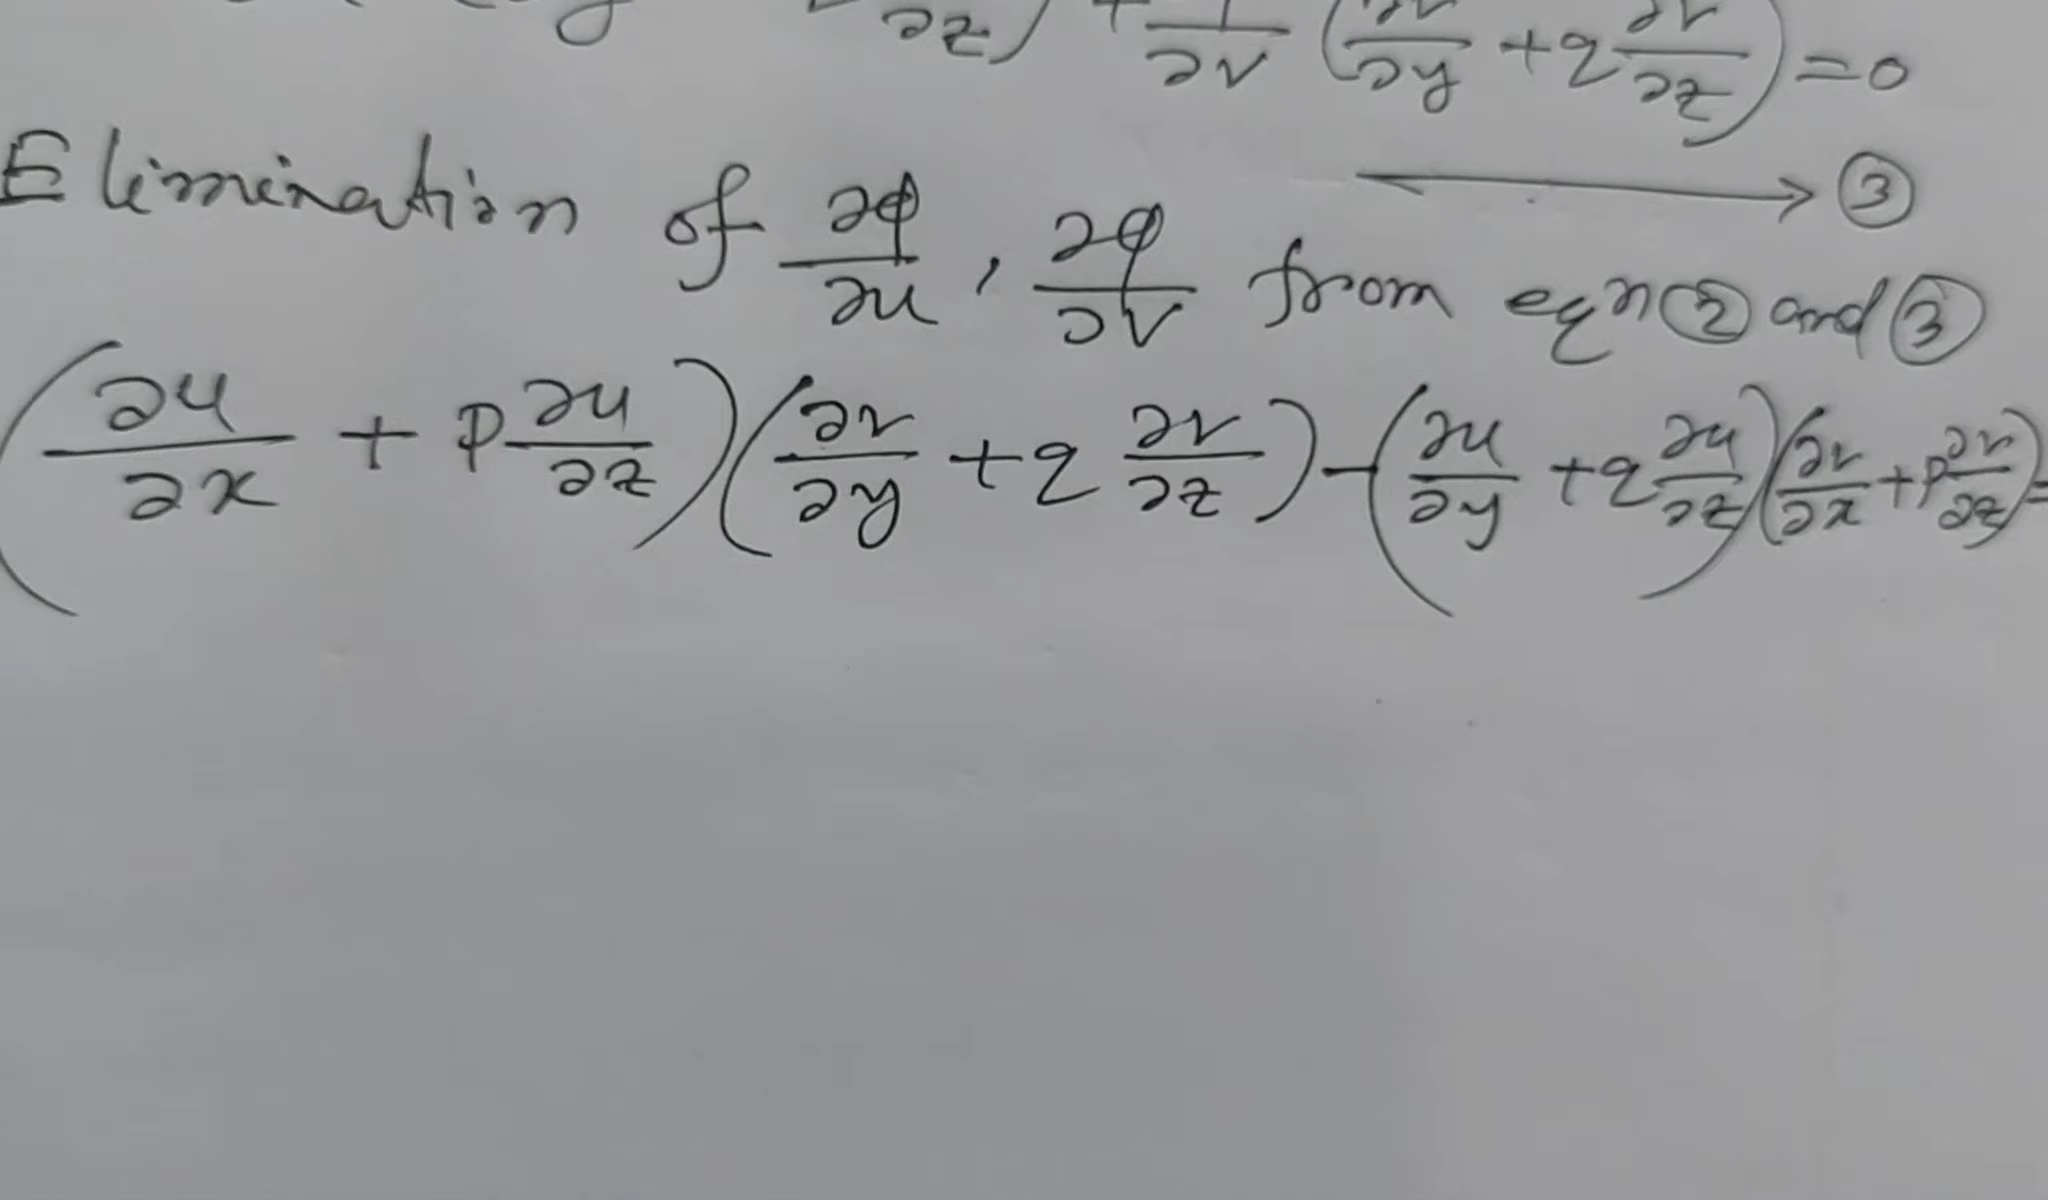 ∂z) + ∂v (∂y + q ∂v/∂z) = 0
→ ③
Elimination of ∂φ/∂u, ∂φ/∂v from eqn ② and ③
(∂u/∂x + p ∂u/∂z)(∂v/∂y + q ∂v/∂z) - (∂u/∂y + q ∂u/∂z)(∂v/∂x + p ∂v/∂z) =